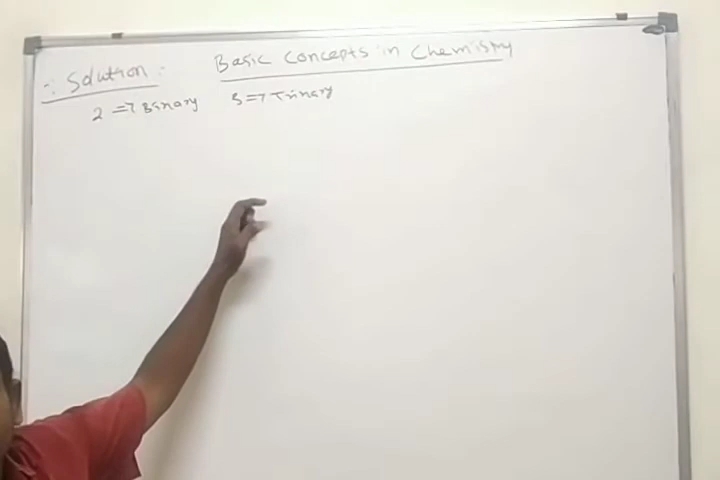 Basic Concepts in Chemistry
∴ Solution :
2 => Binary 3 => Trinary